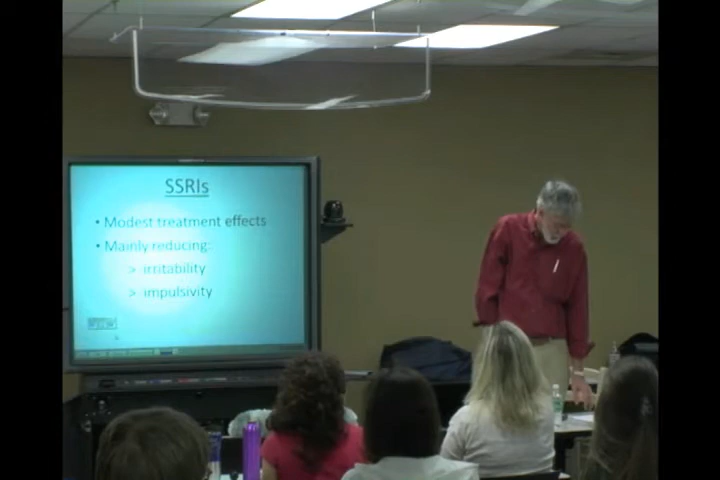 SSRIs
• Modest treatment effects
• Mainly reducing:
> irritability
> impulsivity